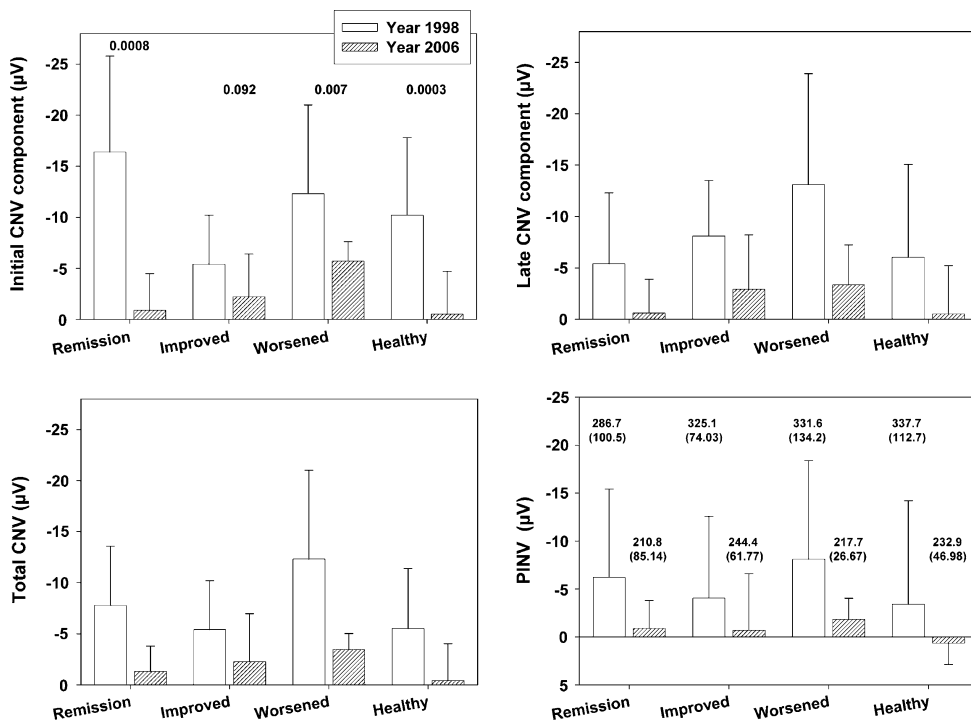 Year 1998
Year 2006
Initial CNV component (µV)
-25
-20
-15
-10
-5
0
0.0008
0.092
0.007
0.0003
Remission
Improved
Worsened
Healthy
Late CNV component (µV)
-25
-20
-15
-10
-5
0
Remission
Improved
Worsened
Healthy
Total CNV (µV)
-25
-20
-15
-10
-5
0
Remission
Improved
Worsened
Healthy
PINV (µV)
-25
-20
-15
-10
-5
0
5
286.7
(100.5)
325.1
(74.03)
331.6
(134.2)
337.7
(112.7)
210.8
(85.14)
244.4
(61.77)
217.7
(26.67)
232.9
(46.98)
Remission
Improved
Worsened
Healthy